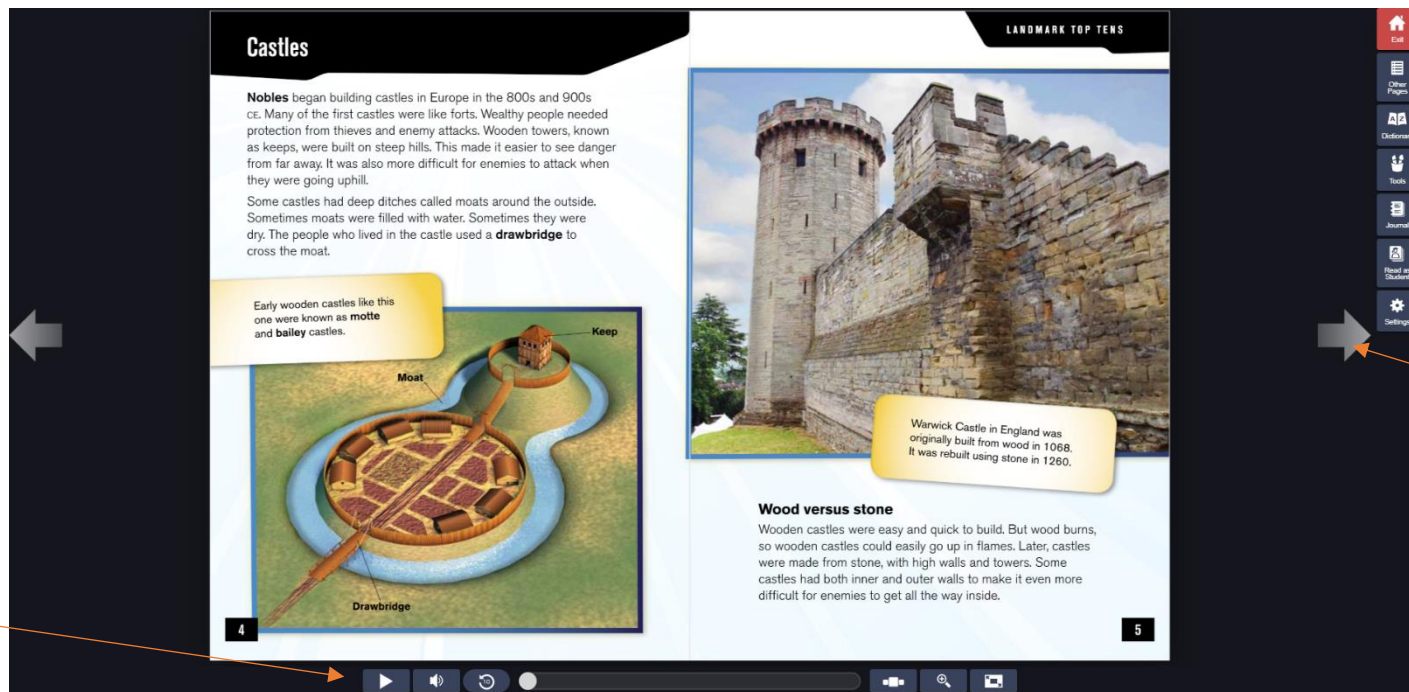 Castles
Nobles began building castles in Europe in the 800s and 900s
CE. Many of the first castles were like forts. Wealthy people needed
protection from thieves and enemy attacks. Wooden towers, known
as keeps, were built on steep hills. This made it easier to see danger
from far away. It was also more difficult for enemies to attack when
they were going uphill.
Some castles had deep ditches called moats around the outside.
Sometimes moats were filled with water. Sometimes they were
dry. The people who lived in the castle used a drawbridge to
cross the moat.
Early wooden castles like this
one were known as motte
and bailey castles.
Keep
Moat
Drawbridge
4
LANDMARK TOP TENS
Warwick Castle in England was
originally built from wood in 1068.
It was rebuilt using stone in 1260.
Wood versus stone
Wooden castles were easy and quick to build. But wood burns,
so wooden castles could easily go up in flames. Later, castles
were made from stone, with high walls and towers. Some
castles had both inner and outer walls to make it even more
difficult for enemies to get all the way inside.
5
Exit
Other
Pages
A Z
Dictionar
Tools
Journal
Read as
Student
Settings
10